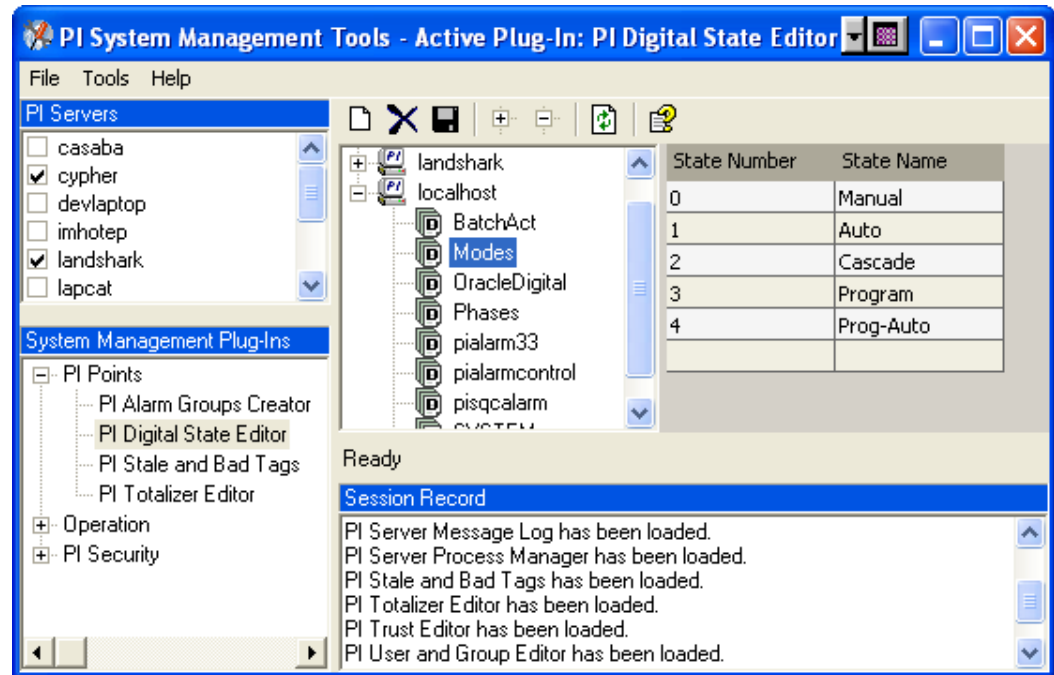 PI System Management Tools - Active Plug-In: PI Digital State Editor
File Tools Help
PI Servers
casaba
cypher
devlaptop
imhotep
landshark
lapcat
System Management Plug-Ins
PI Points
PI Alarm Groups Creator
PI Digital State Editor
PI Stale and Bad Tags
PI Totalizer Editor
Operation
PI Security
landshark
localhost
BatchAct
Modes
OracleDigital
Phases
pialarm33
pialarmcontrol
pisqcalarm
State Number State Name
0 Manual
1 Auto
2 Cascade
3 Program
4 Prog-Auto
Ready
Session Record
PI Server Message Log has been loaded.
PI Server Process Manager has been loaded.
PI Stale and Bad Tags has been loaded.
PI Totalizer Editor has been loaded.
PI Trust Editor has been loaded.
PI User and Group Editor has been loaded.